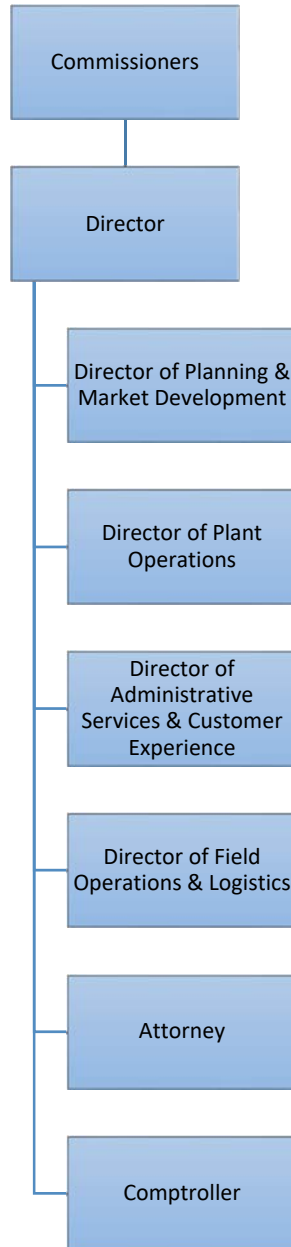 Commissioners
Director
Director of Planning &
Market Development
Director of Plant
Operations
Director of
Administrative
Services & Customer
Experience
Director of Field
Operations & Logistics
Attorney
Comptroller